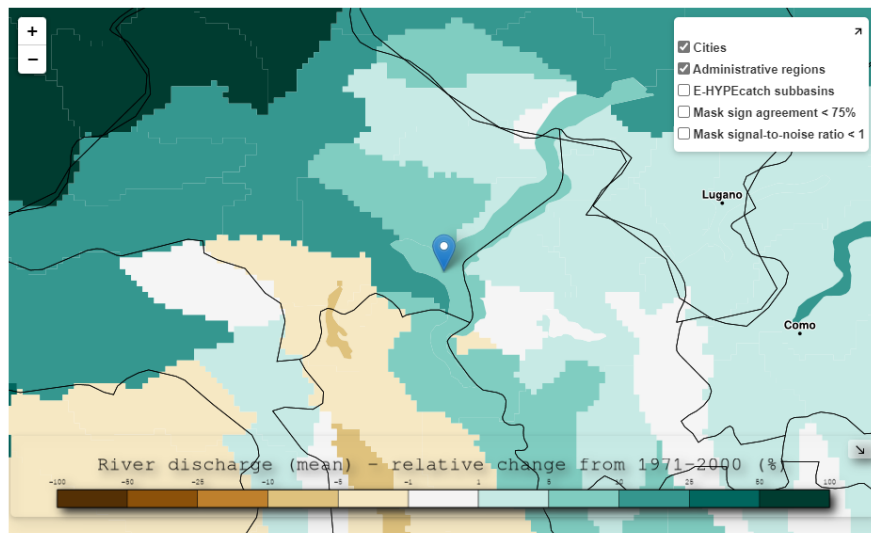 +
−
Cities
Administrative regions
E-HYPEcatch subbasins
Mask sign agreement < 75%
Mask signal-to-noise ratio < 1
Lugano
Como
River discharge (mean) - relative change from 1971-2000 (%)
-100 -50 -25 -10 -5 -1 1 5 10 25 50 100